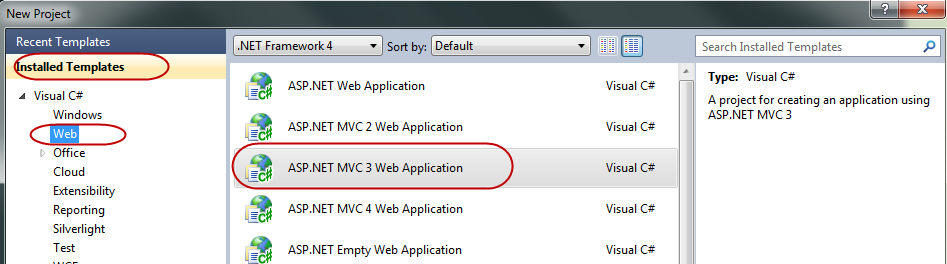 New Project
Recent Templates
Installed Templates
.NET Framework 4
Sort by:
Default
Search Installed Templates
Visual C#
Windows
Web
Office
Cloud
Extensibility
Reporting
Silverlight
Test
WCF
ASP.NET Web Application
Visual C#
ASP.NET MVC 2 Web Application
Visual C#
ASP.NET MVC 3 Web Application
Visual C#
ASP.NET MVC 4 Web Application
Visual C#
ASP.NET Empty Web Application
Visual C#
Type: Visual C#
A project for creating an application using
ASP.NET MVC 3